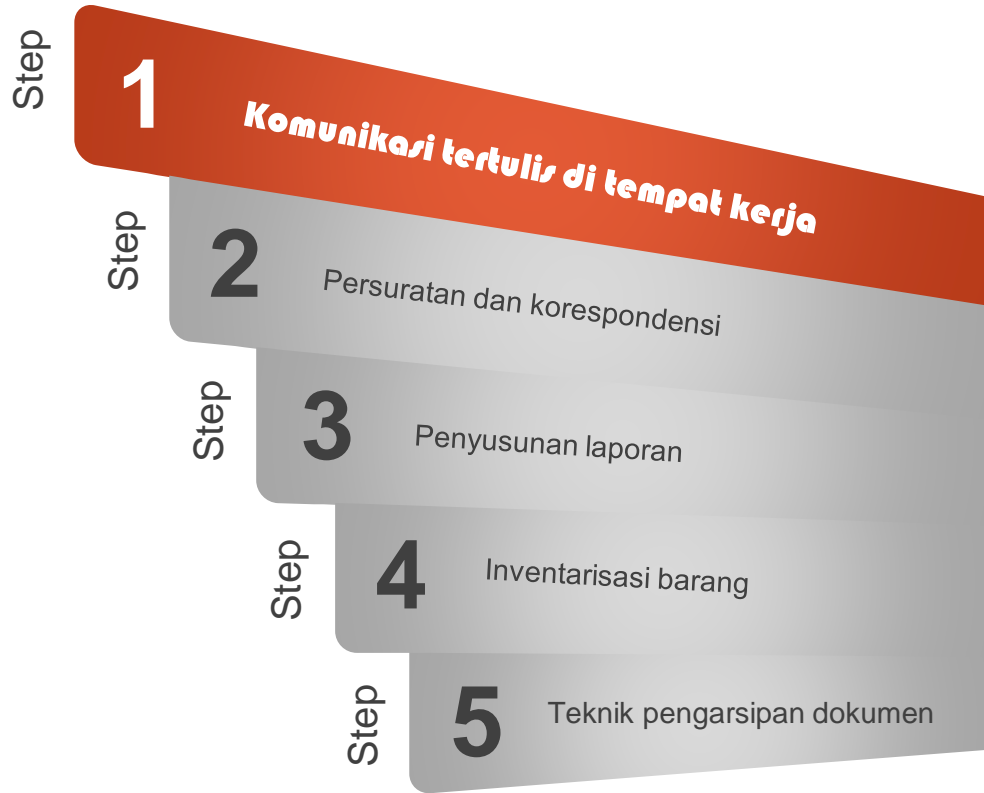 Step
1
Komunikasi tertulis di tempat kerja
Step
2
Persuratan dan korespondensi
Step
3
Penyusunan laporan
Step
4
Inventarisasi barang
Step
5
Teknik pengarsipan dokumen